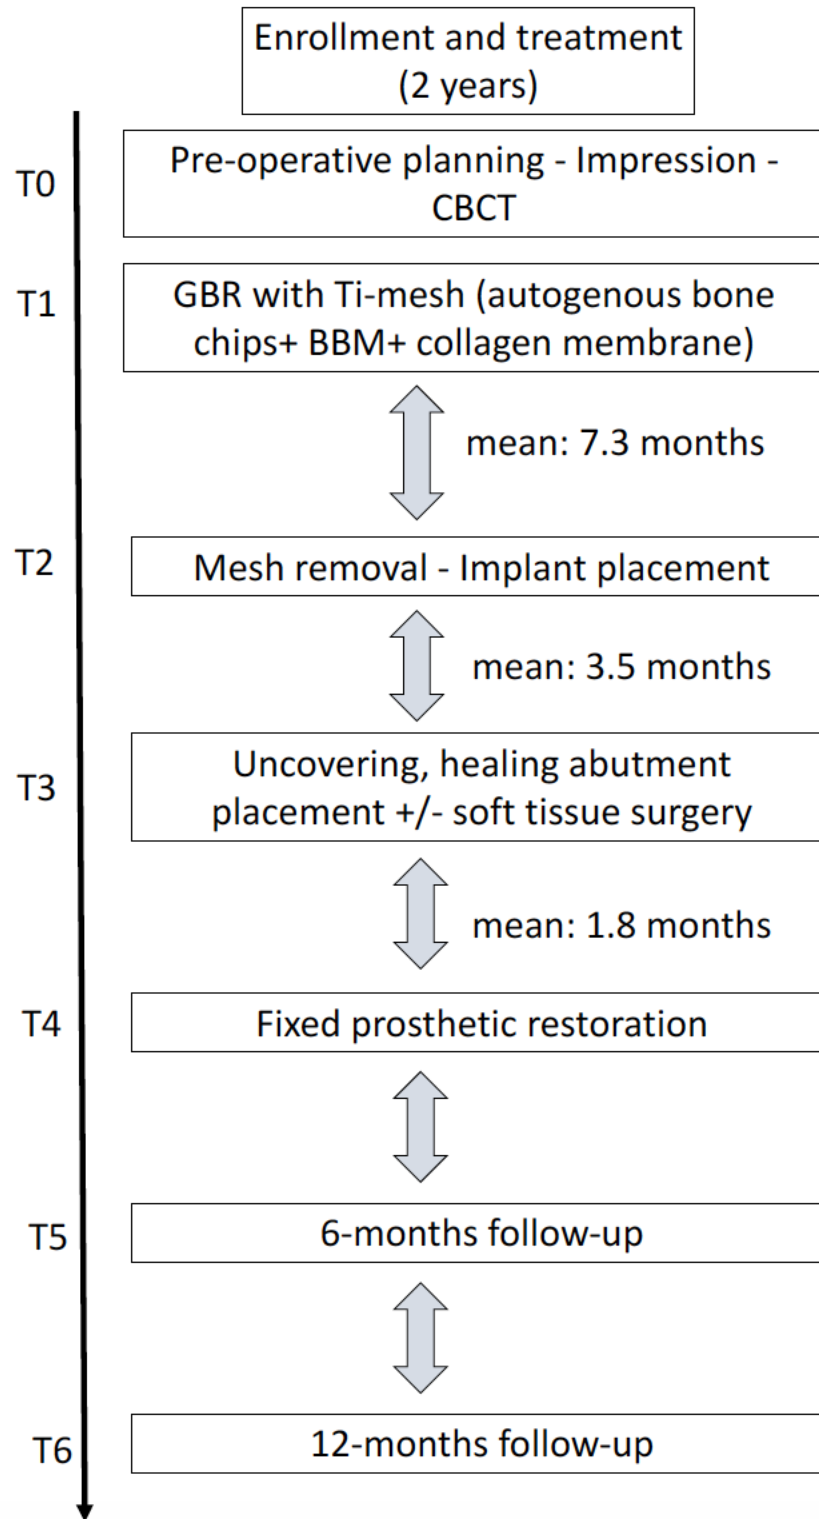 Enrollment and treatment
(2 years)
T0
Pre-operative planning - Impression -
CBCT
T1
GBR with Ti-mesh (autogenous bone
chips+ BBM+ collagen membrane)
mean: 7.3 months
T2
Mesh removal - Implant placement
mean: 3.5 months
T3
Uncovering, healing abutment
placement +/- soft tissue surgery
mean: 1.8 months
T4
Fixed prosthetic restoration
T5
6-months follow-up
T6
12-months follow-up